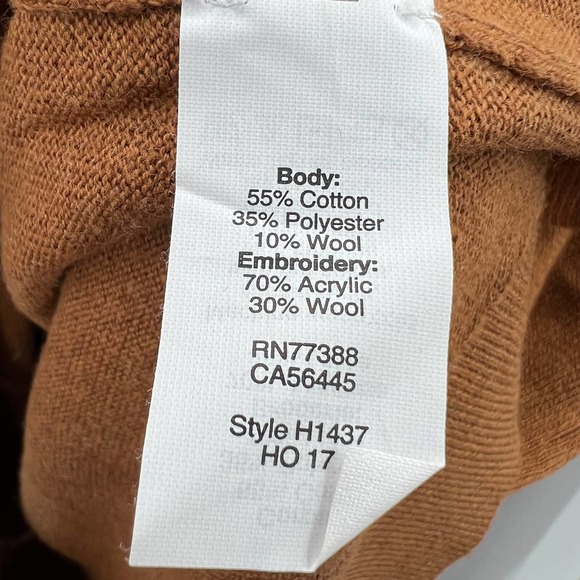 Body:
55% Cotton
35% Polyester
10% Wool
Embroidery:
70% Acrylic
30% Wool
RN77388
CA56445
Style H1437
HO 17